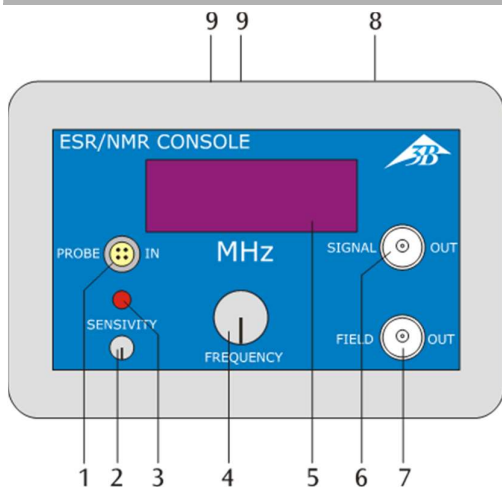 9 9 8
ESR/NMR CONSOLE
3B
PROBE IN
MHz
SIGNAL OUT
SENSIVITY
FREQUENCY
FIELD OUT
1 2 3 4 5 6 7